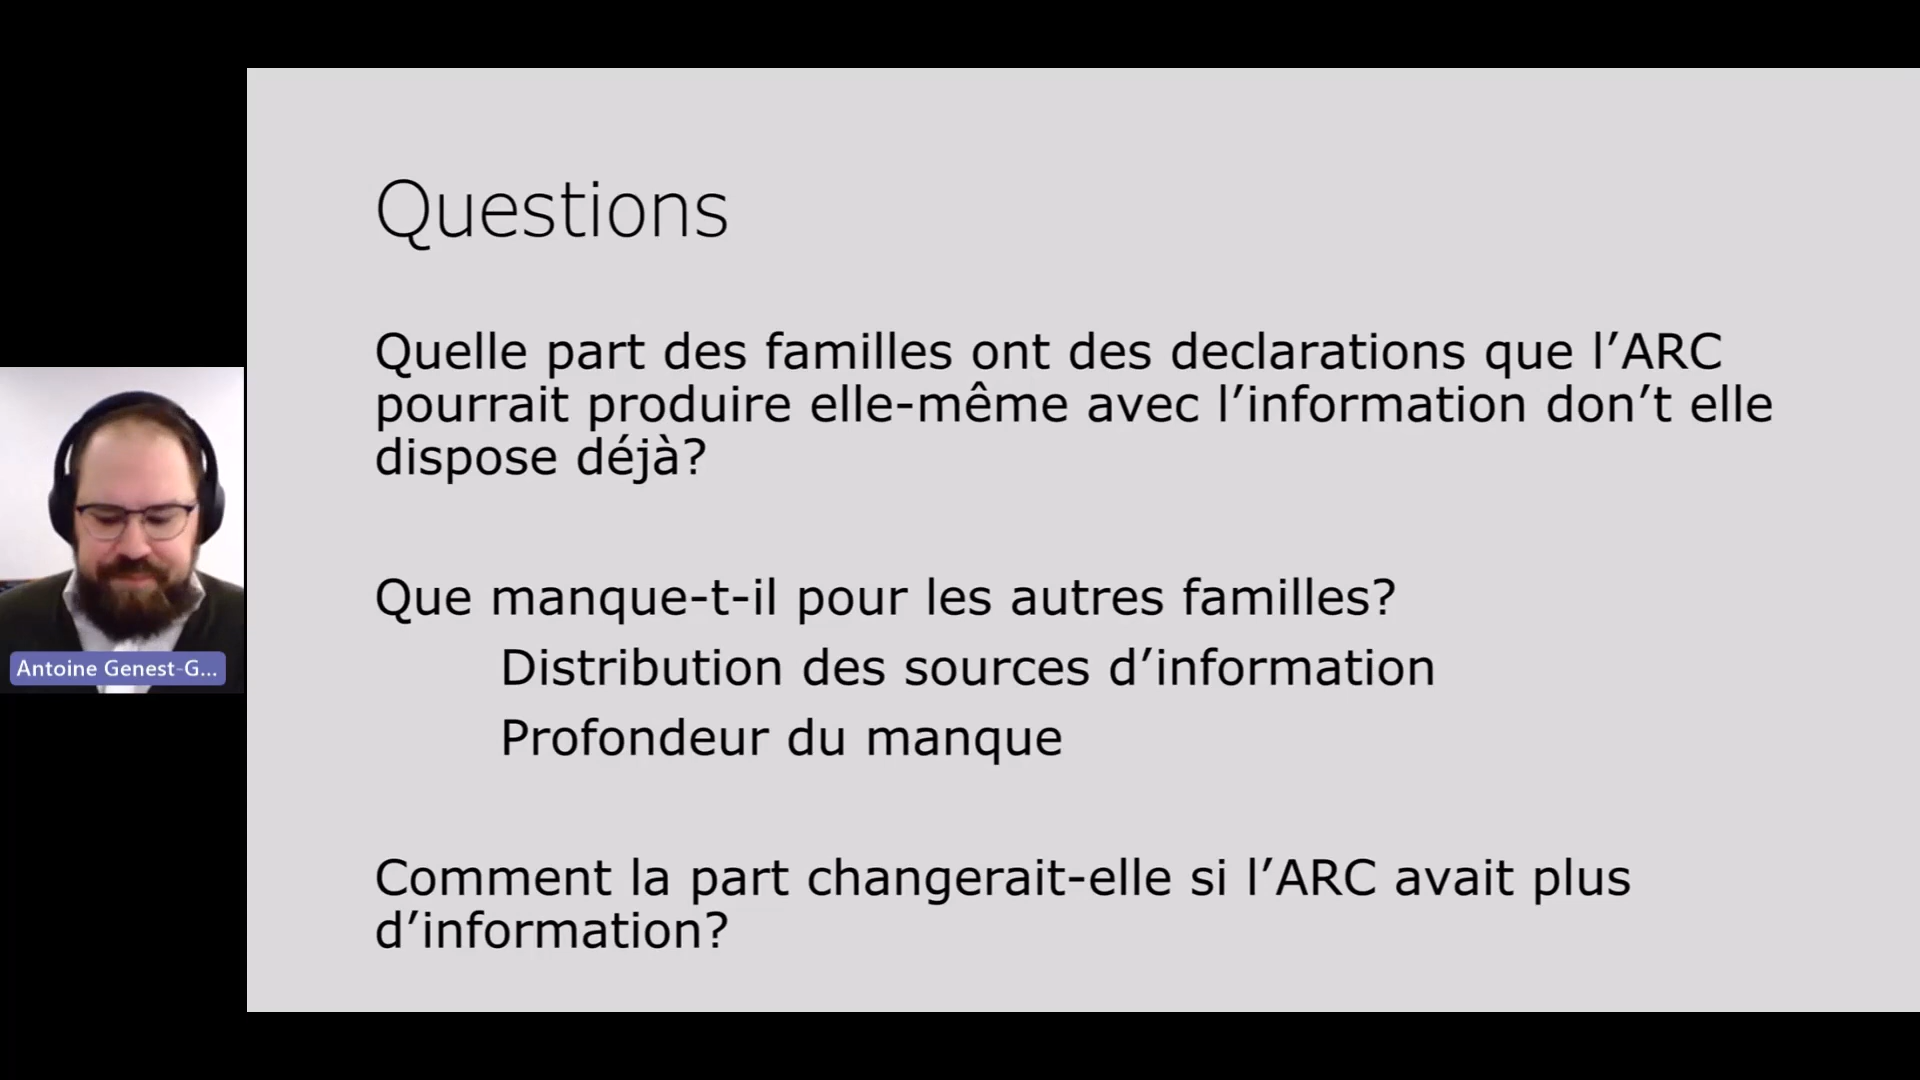 Questions
Quelle part des familles ont des declarations que l’ARC
pourrait produire elle-même avec l’information don’t elle
dispose déjà?
Que manque-t-il pour les autres familles?
Distribution des sources d’information
Profondeur du manque
Comment la part changerait-elle si l’ARC avait plus
d’information?
Antoine Genest-G...